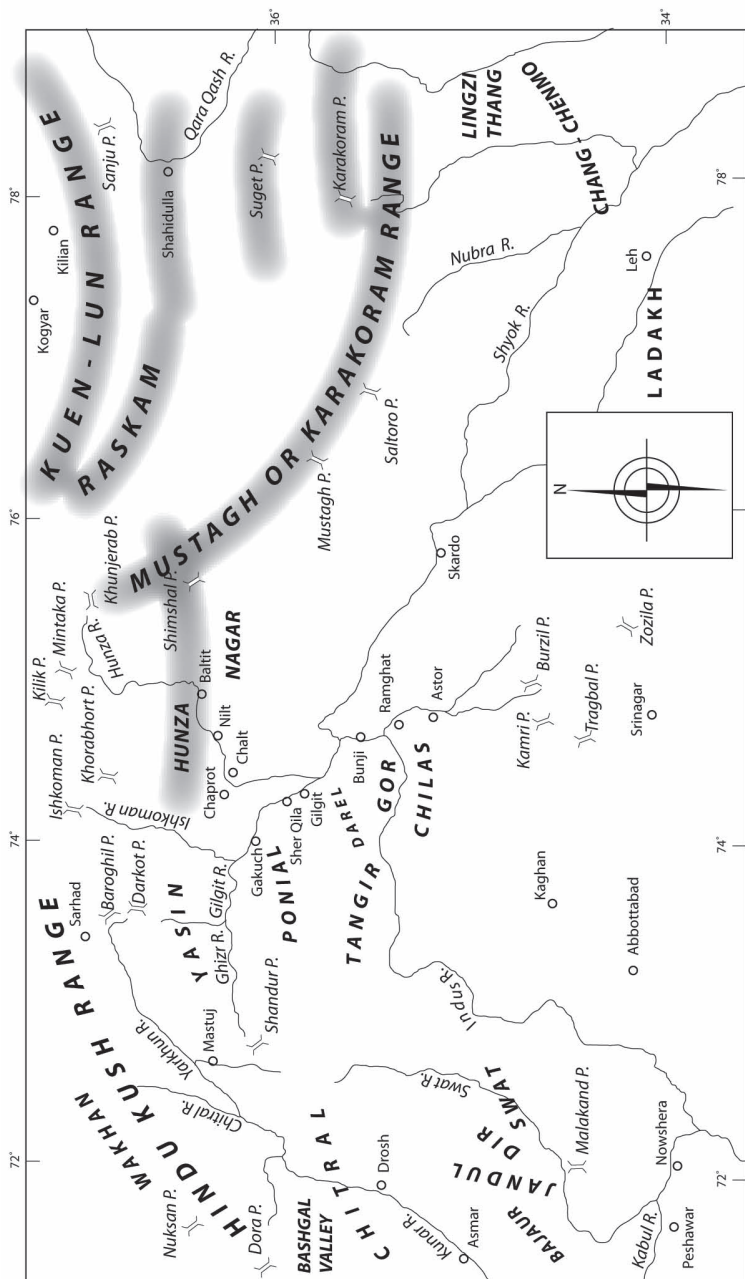 36°
34°
72°
74°
76°
78°
72°
74°
78°
KUEN-LUN RANGE
Kogyar
Kilian
Sanju P.
RASKAM
Shahidulla
Qara Qash R.
Suget P.
Karakoram P.
MUSTAGH OR KARAKORAM RANGE
LINGZI
THANG
CHANG-CHENMO
Nubra R.
Shyok R.
Leh
LADAKH
Saltoro P.
Mustagh P.
Skardo
N
Kilik P.
Mintaka P.
Khunjerab P.
Hunza R.
Shimshal P.
Khorabhort P.
Ishkoman P.
Ishkoman R.
HUNZA
NAGAR
Baltit
Nilt
Chalt
Chaprot
Gilgit
Sher Qila
Gakuch
PONIAL
Gilgit R.
Ghizr R.
YASIN
Darkot P.
Baroghil P.
Sarhad
Shandur P.
Mastuj
Yarkhun R.
Chitral R.
HINDU KUSH RANGE
WAKHAN
Nuksan P.
Dora P.
BASHGAL
VALLEY
CHITRAL
Drosh
Kunar R.
Asmar
BAJAUR
JANDUL
DIR
SWAT
Swat R.
Malakand P.
Kabul R.
Peshawar
Nowshera
Indus R.
TANGIR
DAREL
GOR
CHILAS
Bunji
Ramghat
Astor
Kamri P.
Burzil P.
Tragbal P.
Zozila P.
Srinagar
Kaghan
Abbottabad